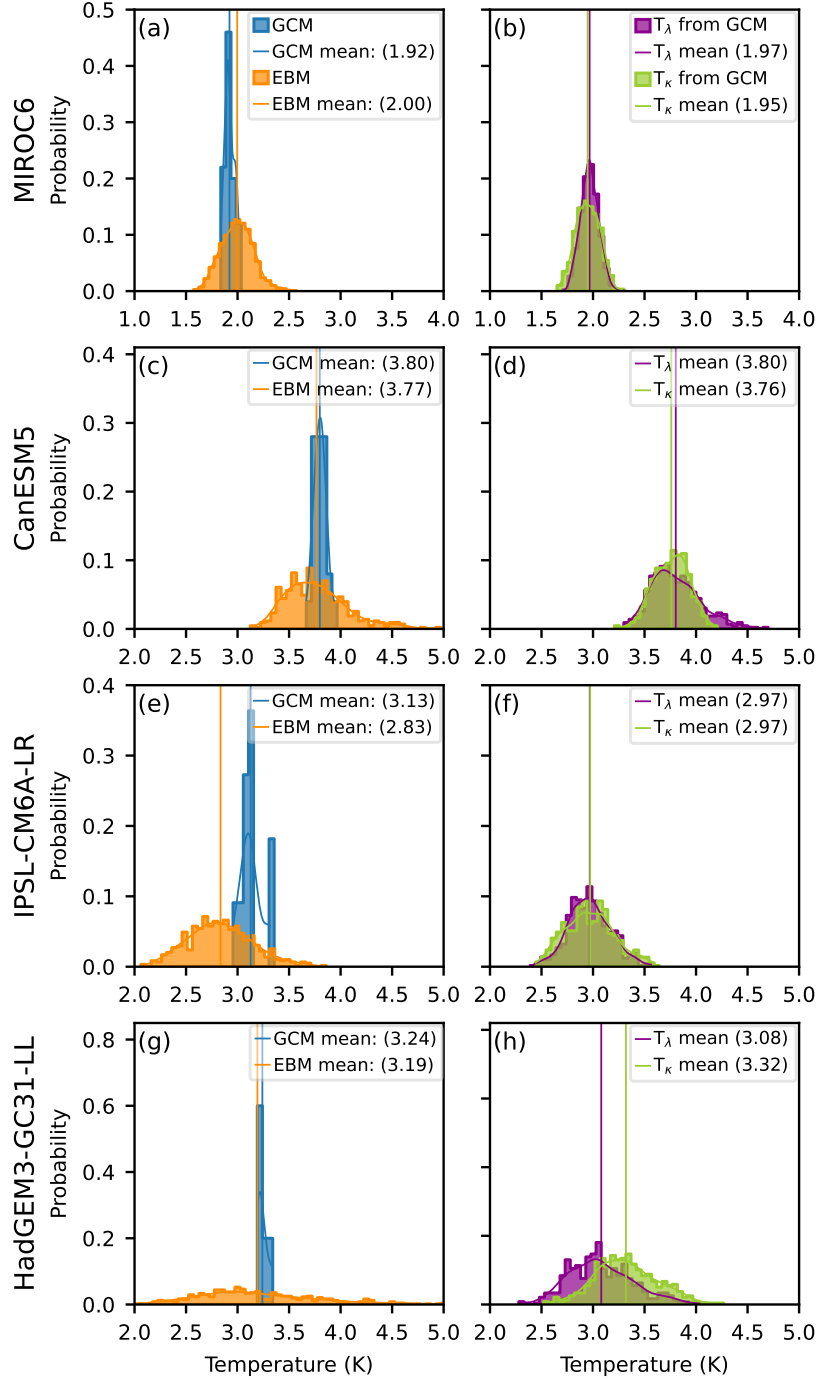 (a)
GCM
GCM mean: (1.92)
EBM
EBM mean: (2.00)
(b)
Tλ from GCM
Tλ mean (1.97)
Tκ from GCM
Tκ mean (1.95)
MIROC6
Probability
0.5
0.4
0.3
0.2
0.1
0.0
1.0 1.5 2.0 2.5 3.0 3.5 4.0
1.0 1.5 2.0 2.5 3.0 3.5 4.0
(c)
GCM mean: (3.80)
EBM mean: (3.77)
(d)
Tλ mean (3.80)
Tκ mean (3.76)
CanESM5
Probability
0.4
0.3
0.2
0.1
0.0
2.0 2.5 3.0 3.5 4.0 4.5 5.0
2.0 2.5 3.0 3.5 4.0 4.5 5.0
(e)
GCM mean: (3.13)
EBM mean: (2.83)
(f)
Tλ mean (2.97)
Tκ mean (2.97)
IPSL-CM6A-LR
Probability
0.4
0.3
0.2
0.1
0.0
2.0 2.5 3.0 3.5 4.0 4.5 5.0
2.0 2.5 3.0 3.5 4.0 4.5 5.0
(g)
GCM mean: (3.24)
EBM mean: (3.19)
(h)
Tλ mean (3.08)
Tκ mean (3.32)
HadGEM3-GC31-LL
Probability
0.8
0.6
0.4
0.2
0.0
2.0 2.5 3.0 3.5 4.0 4.5 5.0
2.0 2.5 3.0 3.5 4.0 4.5 5.0
Temperature (K)
Temperature (K)